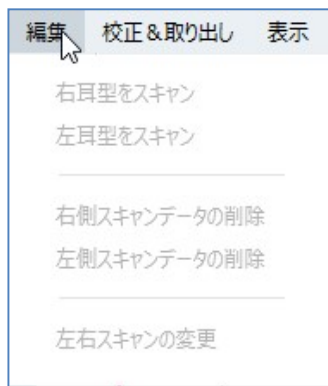 編集 校正＆取り出し 表示
右耳型をスキャン
左耳型をスキャン
右側スキャンデータの削除
左側スキャンデータの削除
左右スキャンの変更